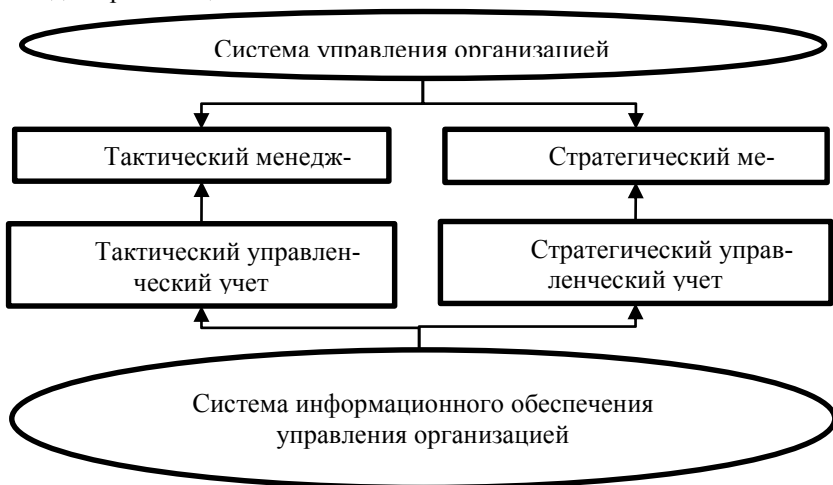 Система управления организацией
Тактический менедж-
Стратегический ме-
Тактический управлен-
ческий учет
Стратегический управ-
ленческий учет
Система информационного обеспечения
управления организацией